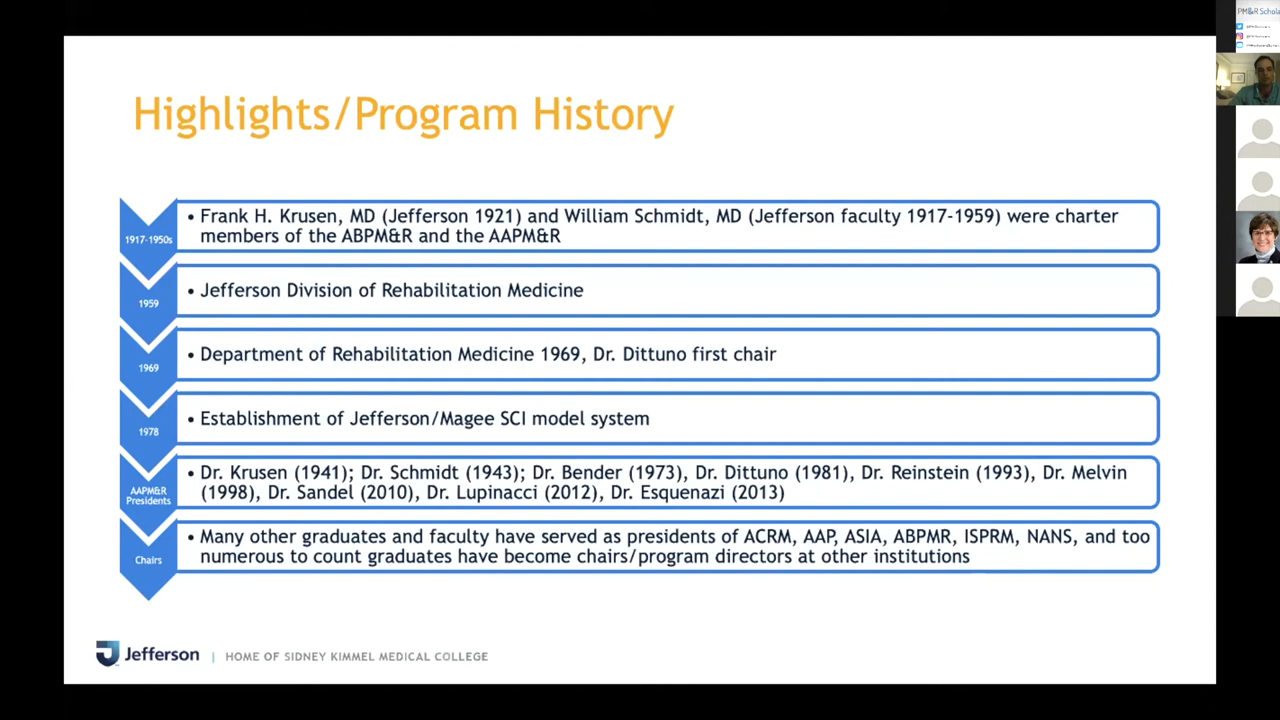 Highlights/Program History
1917-1950s
• Frank H. Krusen, MD (Jefferson 1921) and William Schmidt, MD (Jefferson faculty 1917-1959) were charter
members of the ABPM&R and the AAPM&R
1959
• Jefferson Division of Rehabilitation Medicine
1969
• Department of Rehabilitation Medicine 1969, Dr. Dittuno first chair
1978
• Establishment of Jefferson/Magee SCI model system
AAPM&R
Presidents
• Dr. Krusen (1941); Dr. Schmidt (1943); Dr. Bender (1973), Dr. Dittuno (1981), Dr. Reinstein (1993), Dr. Melvin
(1998), Dr. Sandel (2010), Dr. Lupinacci (2012), Dr. Esquenazi (2013)
Chairs
• Many other graduates and faculty have served as presidents of ACRM, AAP, ASIA, ABPMR, ISPRM, NANS, and too
numerous to count graduates have become chairs/program directors at other institutions
Jefferson | HOME OF SIDNEY KIMMEL MEDICAL COLLEGE
PM&R Schola